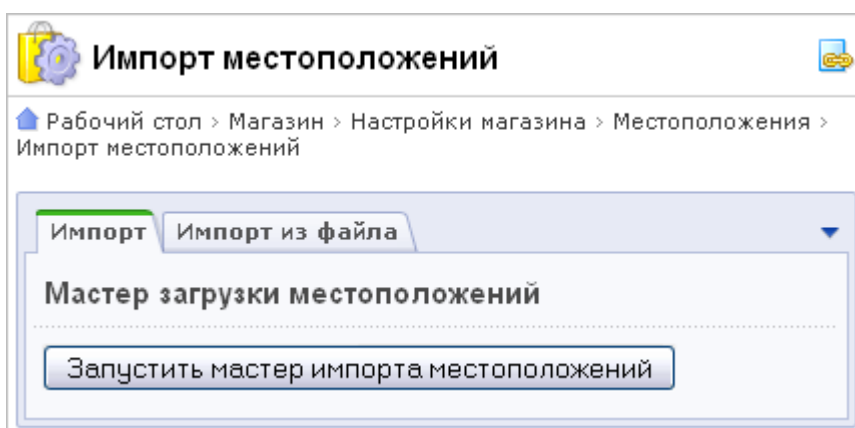 Импорт местоположений
Рабочий стол > Магазин > Настройки магазина > Местоположения >
Импорт местоположений
Импорт Импорт из файла
Мастер загрузки местоположений
Запустить мастер импорта местоположений